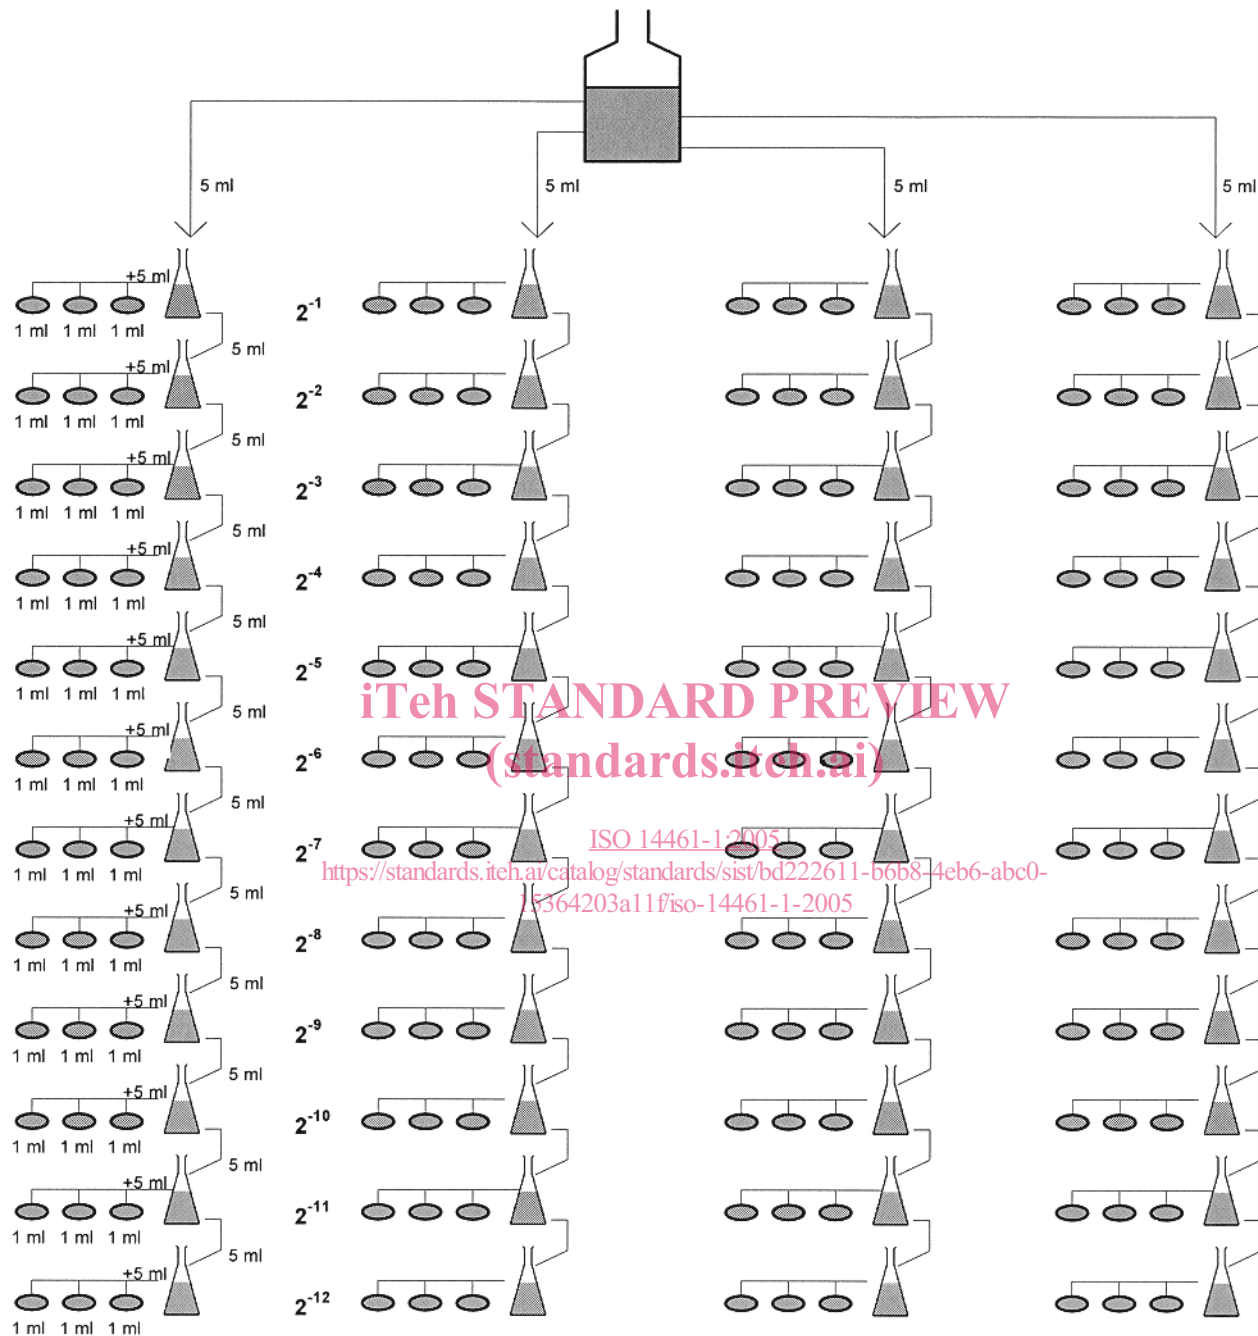 5 ml 5 ml 5 ml 5 ml
+5 ml
2-1
1 ml 1 ml 1 ml
5 ml
+5 ml
2-2
1 ml 1 ml 1 ml
5 ml
+5 ml
2-3
1 ml 1 ml 1 ml
5 ml
+5 ml
2-4
1 ml 1 ml 1 ml
5 ml
+5 ml
2-5
1 ml 1 ml 1 ml
iTeh STANDARD PREVIEW
5 ml
+5 ml
2-6
(standards.iteh.ai)
1 ml 1 ml 1 ml
5 ml
+5 ml
ISO 14461-1:2005
2-7
1 ml 1 ml 1 ml
https://standards.iteh.ai/catalog/standards/sist/bd222611-b6b8-4eb6-abc0-
5 ml
15364203a11f/iso-14461-1-2005
+5 ml
2-8
1 ml 1 ml 1 ml
5 ml
+5 ml
2-9
1 ml 1 ml 1 ml
5 ml
+5 ml
2-10
1 ml 1 ml 1 ml
5 ml
+5 ml
2-11
1 ml 1 ml 1 ml
5 ml
+5 ml
2-12
1 ml 1 ml 1 ml